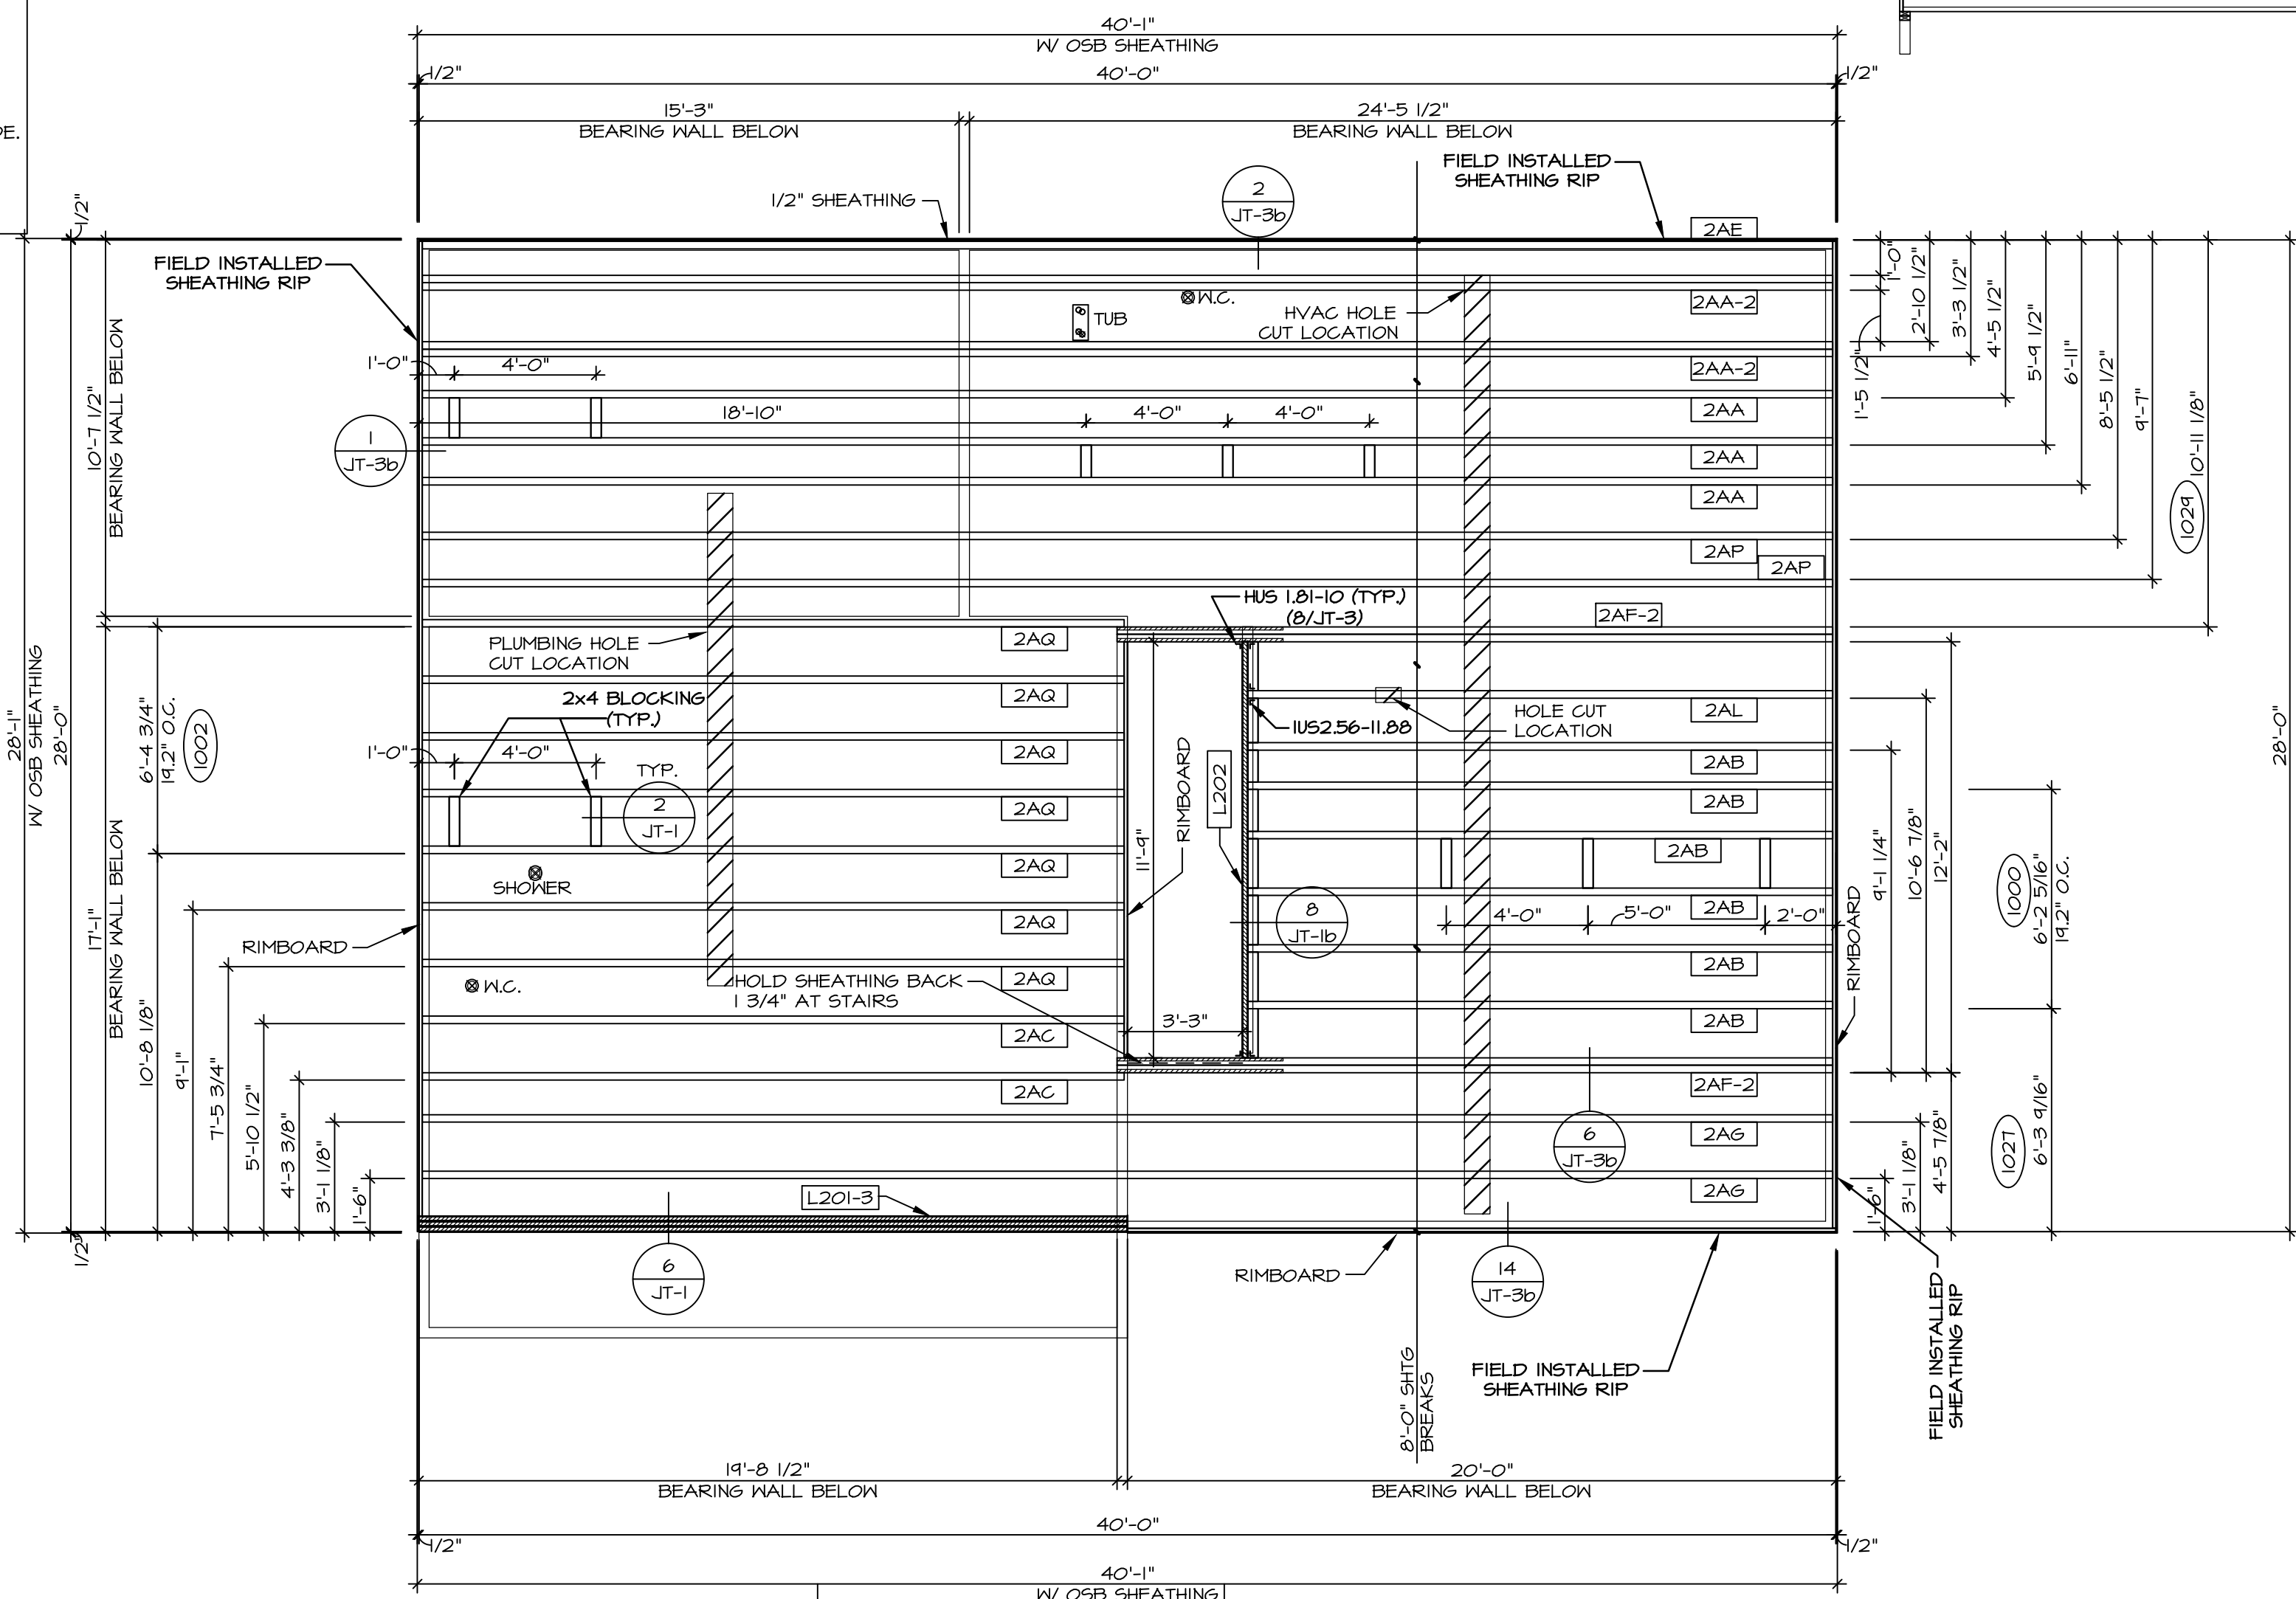 40'-1"
W/ OSB SHEATHING
1/2"
40'-0"
1/2"
15'-3"
BEARING WALL BELOW
24'-5 1/2"
BEARING WALL BELOW
FIELD INSTALLED
SHEATHING RIP
1/2" SHEATHING
2
JT-3b
2AE
1/2"
FIELD INSTALLED
SHEATHING RIP
W.C.
TUB
HVAC HOLE
CUT LOCATION
2AA-2
2AA-2
1'-0"
4'-0"
2AA
18'-10"
4'-0"
4'-0"
1
JT-3b
2AA
2AA
2AP
2AP
HUS 1.81-10 (TYP.)
(8/JT-3)
2AF-2
PLUMBING HOLE
CUT LOCATION
2AQ
2x4 BLOCKING
(TYP.)
2AQ
IUS2.56-11.88
HOLE CUT
LOCATION
2AL
1'-0"
4'-0"
TYP.
2AQ
2AB
2
JT-1
2AQ
2AB
RIMBOARD
L202
11'-9"
2AB
2AQ
SHOWER
8
JT-1b
2AQ
2AB
4'-0"
5'-0"
2'-0"
RIMBOARD
RIMBOARD
2AQ
2AB
W.C.
HOLD SHEATHING BACK
1 3/4" AT STAIRS
3'-3"
2AC
2AB
2AC
2AF-2
2AG
6
JT-3b
2AG
L201-3
6
JT-1
RIMBOARD
14
JT-3b
FIELD INSTALLED
SHEATHING RIP
8'-0" SHTG
BREAKS
FIELD INSTALLED
SHEATHING RIP
28'-1"
W/ OSB SHEATHING
28'-0"
1/2"
10'-7 1/2"
BEARING WALL BELOW
17'-1"
BEARING WALL BELOW
6'-4 3/4"
19.2" O.C.
1002
10'-8 1/8"
9'-1"
7'-5 3/4"
5'-10 1/2"
4'-3 3/8"
3'-1 1/8"
1'-6"
1'-0"
1'-5 1/2"
2'-10 1/2"
3'-3 1/2"
4'-5 1/2"
5'-9 1/2"
6'-11"
8'-5 1/2"
9'-7"
10'-11 1/8"
1029
28'-0"
9'-1 1/4"
10'-6 7/8"
12'-2"
1000
6'-2 5/16"
19.2" O.C.
1027
6'-3 9/16"
1'-6"
3'-1 1/8"
4'-5 7/8"
19'-8 1/2"
BEARING WALL BELOW
20'-0"
BEARING WALL BELOW
40'-0"
1/2"
1/2"
40'-1"
W/ OSB SHEATHING